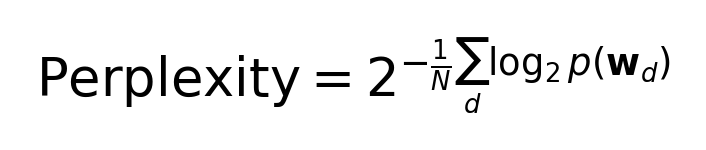 Perplexity = 2^{-\frac{1}{N} \sum_{d} \log_2 p(\mathbf{w}_d)}